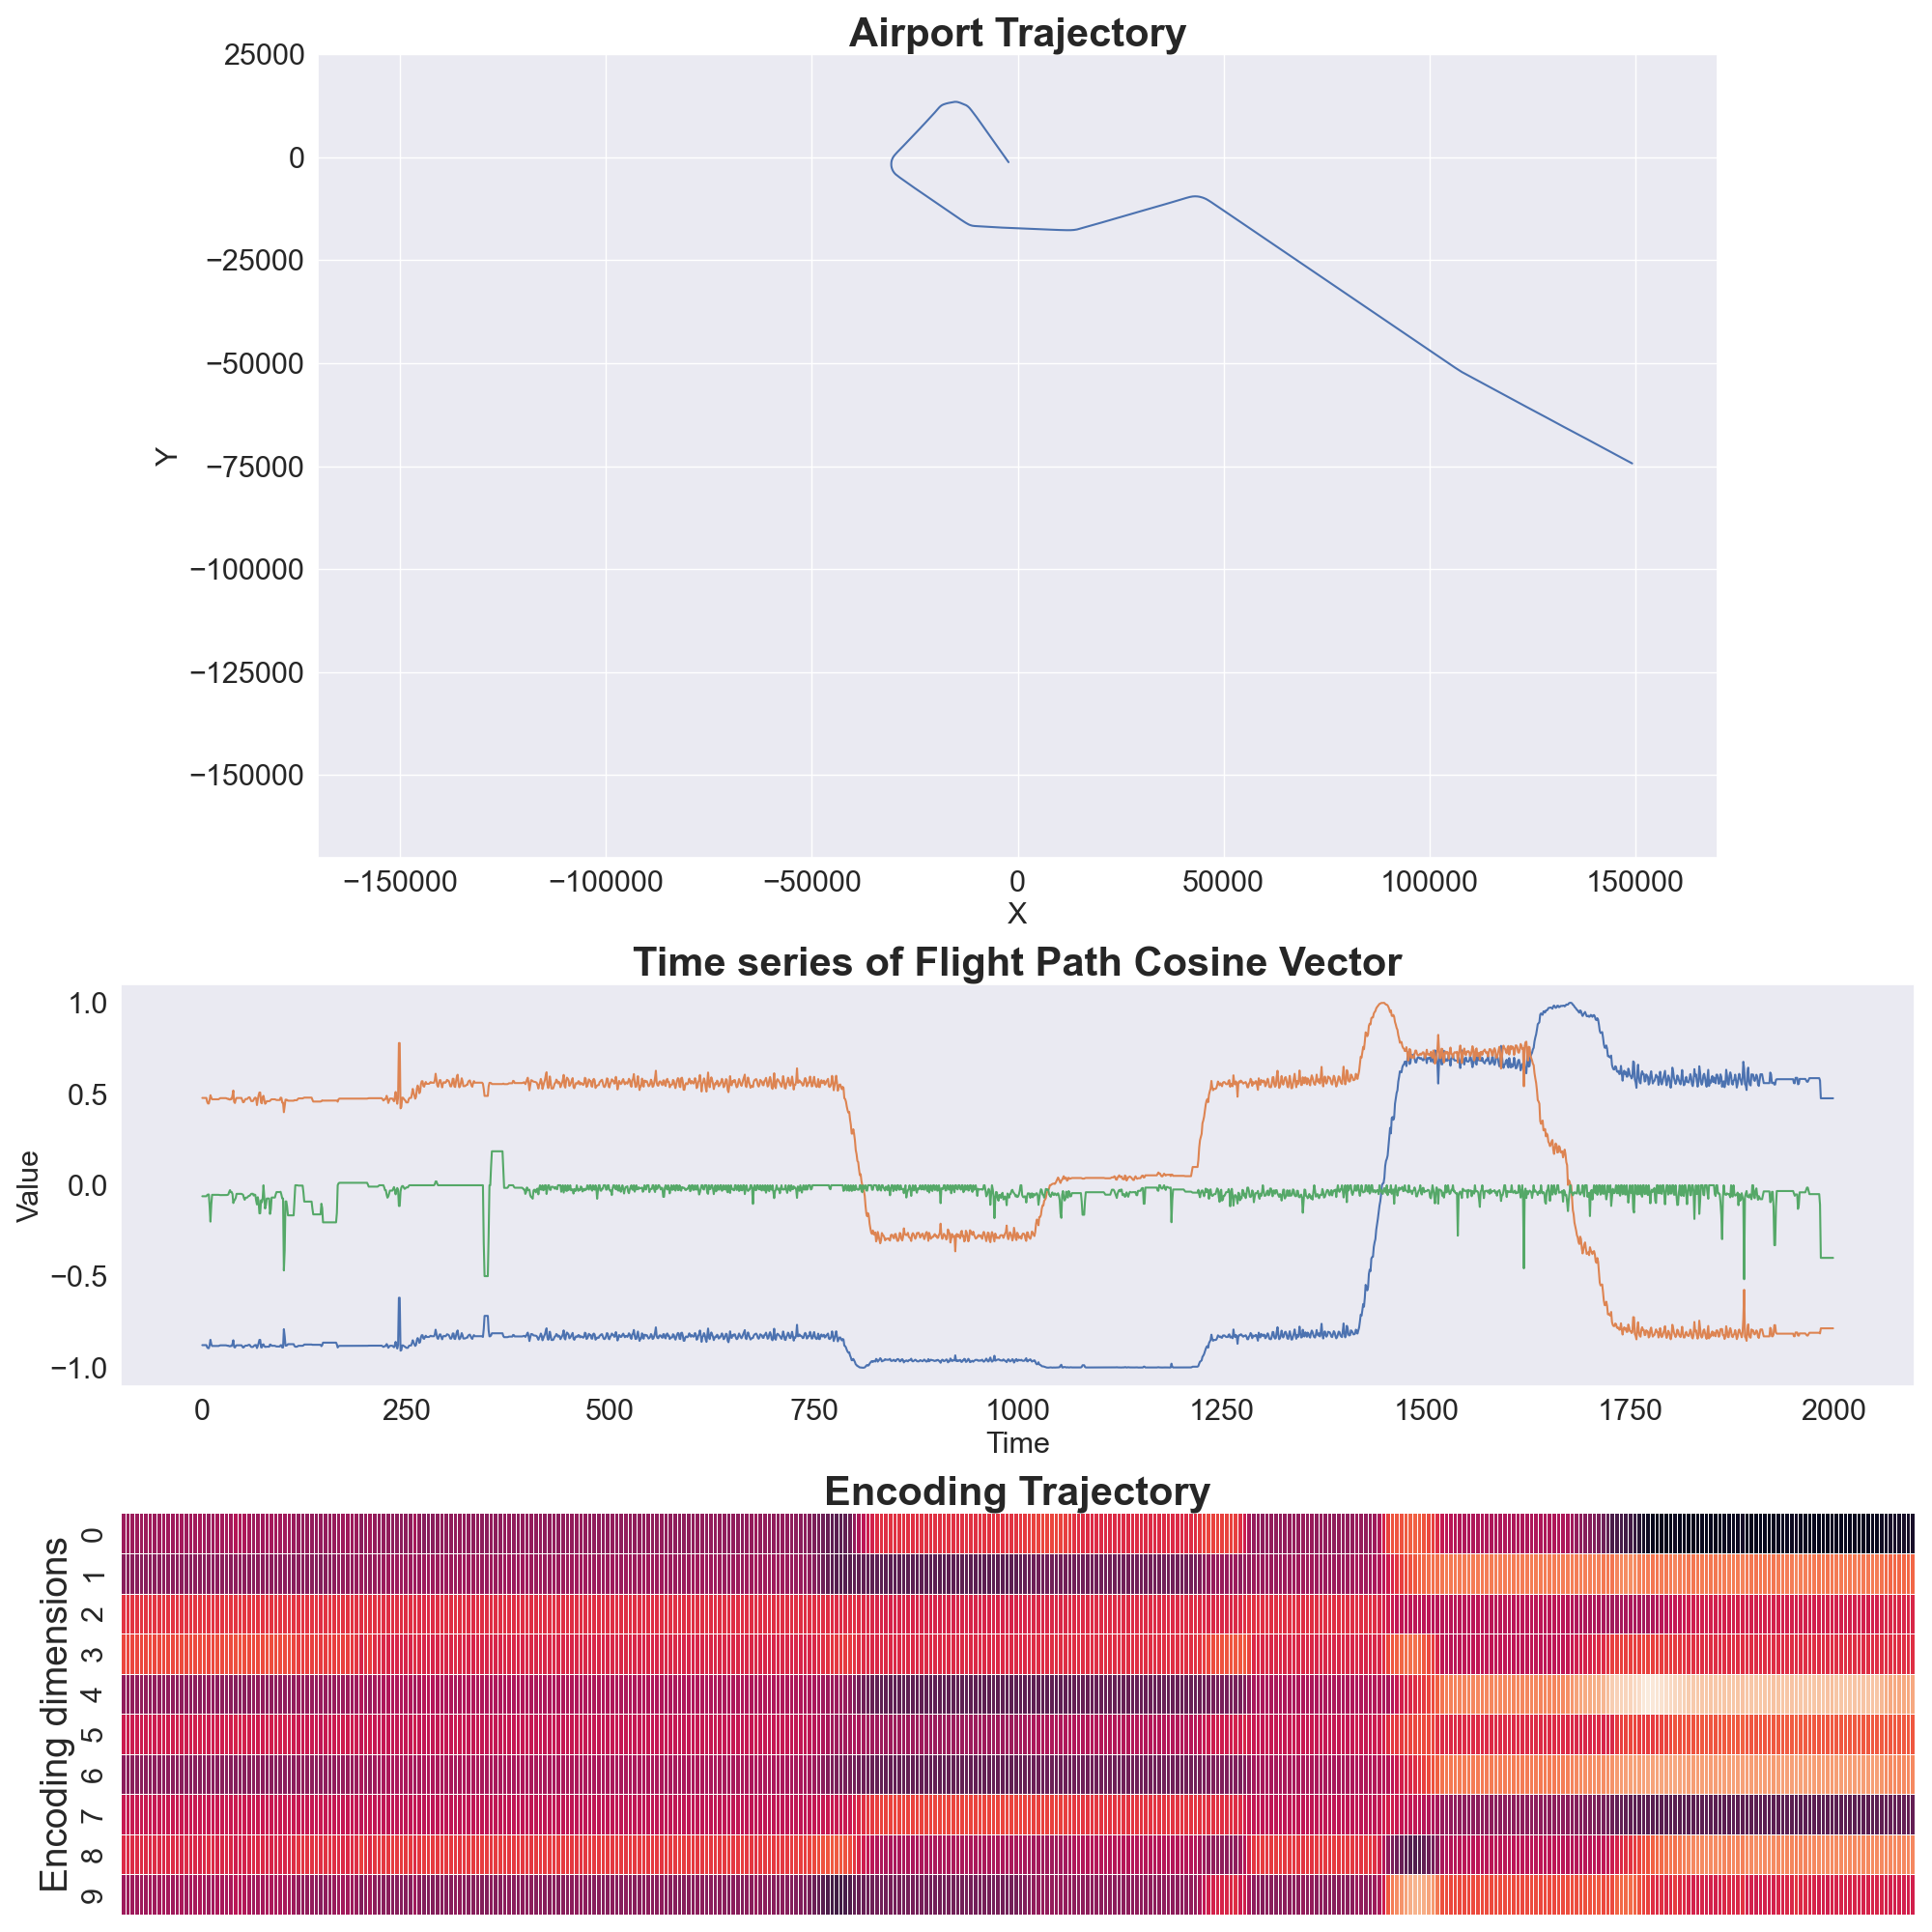 Airport Trajectory
25000
0
−25000
−50000
−75000
−100000
−125000
−150000
Y
−150000 −100000 −50000 0 50000 100000 150000
X
Time series of Flight Path Cosine Vector
1.0
0.5
0.0
−0.5
−1.0
Value
0 250 500 750 1000 1250 1500 1750 2000
Time
Encoding Trajectory
Encoding dimensions
0
1
2
3
4
5
6
7
8
9